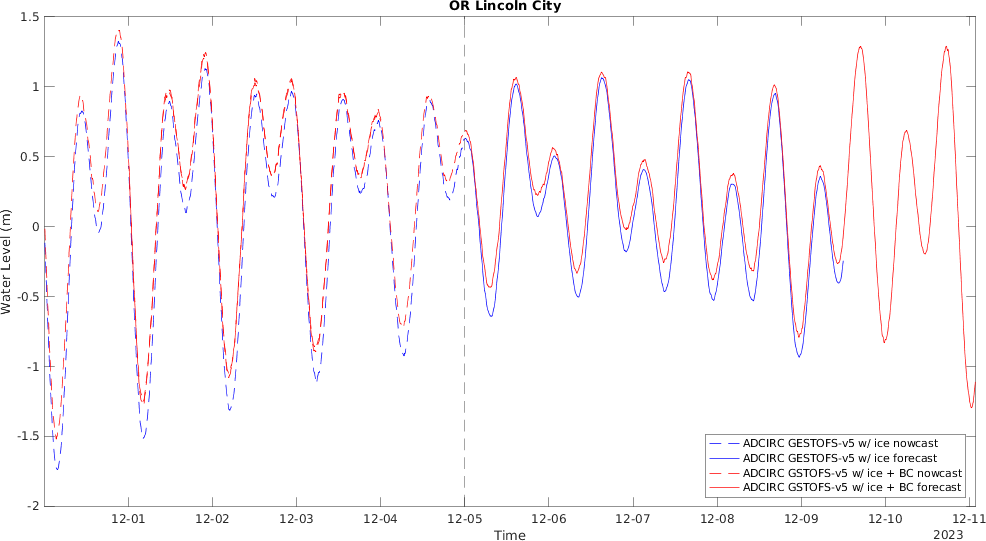 OR Lincoln City
1.5
1
0.5
0
-0.5
-1
-1.5
-2
Water Level (m)
12-01 12-02 12-03 12-04 12-05 12-06 12-07 12-08 12-09 12-10 12-11
Time
2023
ADCIRC GESTOFS-v5 w/ ice nowcast
ADCIRC GESTOFS-v5 w/ ice forecast
ADCIRC GSTOFS-v5 w/ ice + BC nowcast
ADCIRC GSTOFS-v5 w/ ice + BC forecast